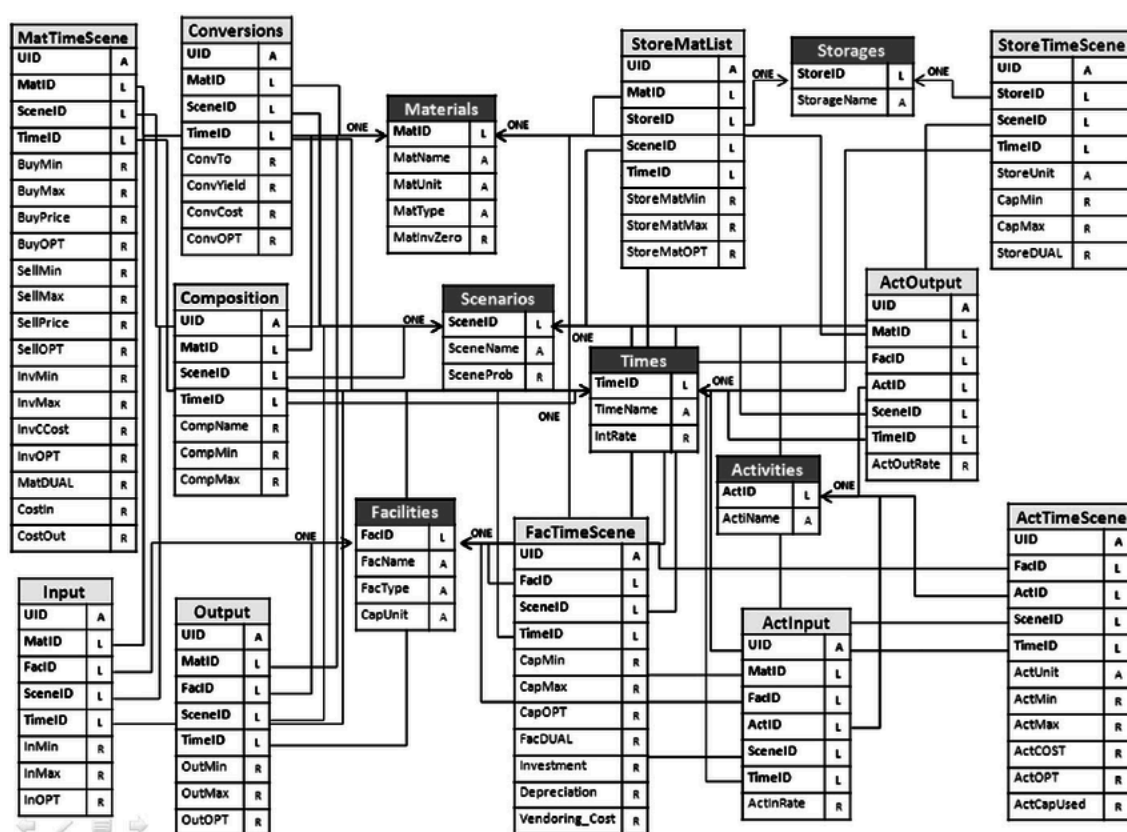 MatTimeScene
UID A
MatID L
SceneID L
TimeID L
BuyMin R
BuyMax R
BuyPrice R
BuyOPT R
SellMin R
SellMax R
SellPrice R
SellOPT R
InvMin R
InvMax R
InvCCost R
InvOPT R
MatDUAL R
CostIn R
CostOut R
Conversions
UID A
MatID L
SceneID L
TimeID L
ConvTo R
ConvYield R
ConvCost R
ConvOPT R
Materials
MatID L
MatName A
MatUnit A
MatType A
MatInvZero R
ONE
ONE
StoreMatList
UID A
MatID L
StoreID L
SceneID L
TimeID L
StoreMatMin R
StoreMatMax R
StoreMatOPT R
Storages
StoreID L
StorageName A
ONE
ONE
StoreTimeScene
UID A
StoreID L
SceneID L
TimeID L
StoreUnit A
CapMin R
CapMax R
StoreDUAL R
Composition
UID A
MatID L
SceneID L
TimeID L
CompName R
CompMin R
CompMax R
Scenarios
SceneID L
SceneName A
SceneProb R
ONE
ONE
Times
TimeID L
TimeName A
IntRate R
ONE
ONE
ActOutput
UID A
MatID L
FacID L
ActID L
SceneID L
TimeID L
ActOutRate R
Activities
ActID L
ActiName A
ONE
Facilities
FacID L
FacName A
FacType A
CapUnit A
ONE
ONE
FacTimeScene
UID A
FacID L
SceneID L
TimeID L
CapMin R
CapMax R
CapOPT R
FacDUAL R
Investment R
Depreciation R
Vendoring_Cost R
ActTimeScene
UID A
FacID L
ActID L
SceneID L
TimeID L
ActUnit A
ActMin R
ActMax R
ActCOST R
ActOPT R
ActCapUsed R
Input
UID A
MatID L
FacID L
SceneID L
TimeID L
InMin R
InMax R
InOPT R
Output
UID A
MatID L
FacID L
SceneID L
TimeID L
OutMin R
OutMax R
OutOPT R
ActInput
UID A
MatID L
FacID L
ActID L
SceneID L
TimeID L
ActInRate R